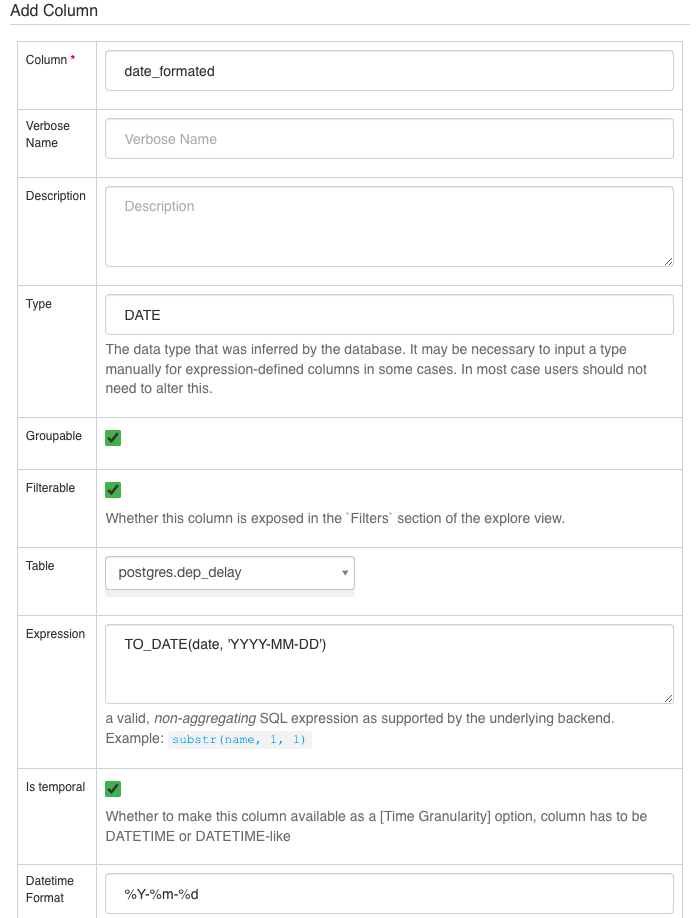 Add Column
Column *
date_formated
Verbose
Name
Verbose Name
Description
Description
Type
DATE
The data type that was inferred by the database. It may be necessary to input a type
manually for expression-defined columns in some cases. In most case users should not
need to alter this.
Groupable
Filterable
Whether this column is exposed in the `Filters` section of the explore view.
Table
postgres.dep_delay
Expression
TO_DATE(date, 'YYYY-MM-DD')
a valid, non-aggregating SQL expression as supported by the underlying backend.
Example: substr(name, 1, 1)
Is temporal
Whether to make this column available as a [Time Granularity] option, column has to be
DATETIME or DATETIME-like
Datetime
Format
%Y-%m-%d